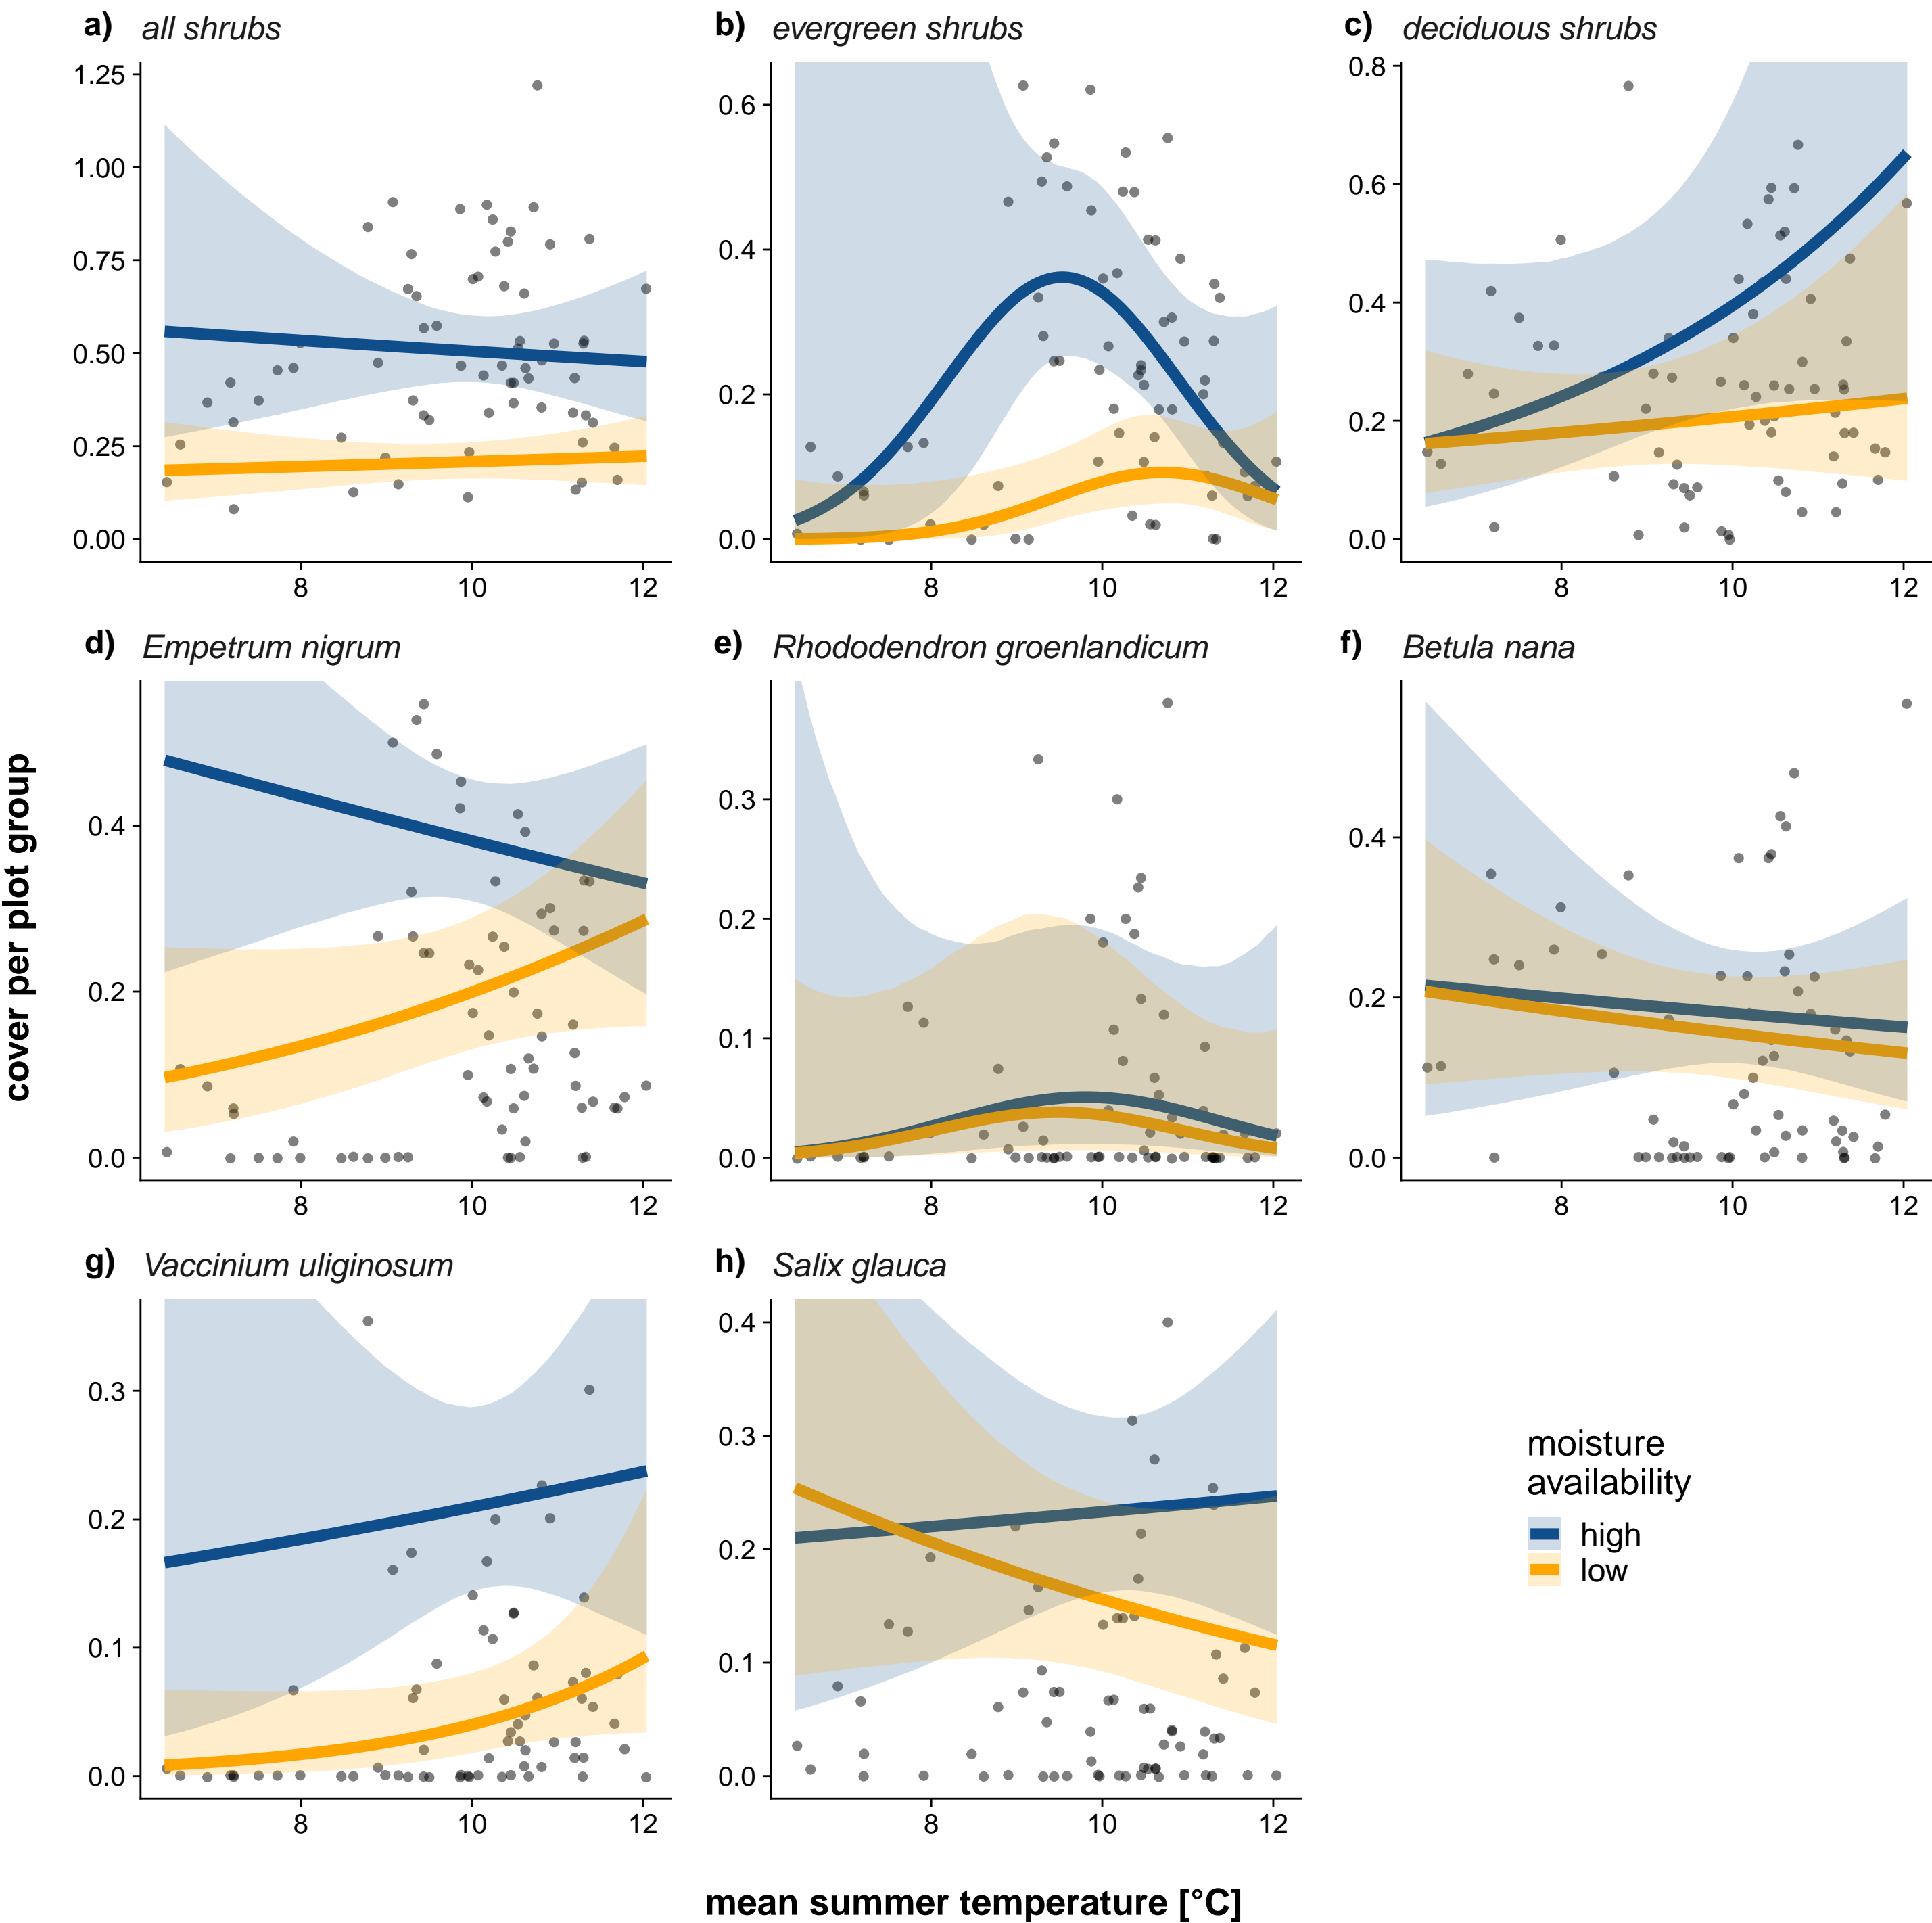 a) all shrubs
b) evergreen shrubs
c) deciduous shrubs
1.25
1.00
0.75
0.50
0.25
0.00
8 10 12
0.6
0.4
0.2
0.0
8 10 12
0.8
0.6
0.4
0.2
0.0
8 10 12
d) Empetrum nigrum
e) Rhododendron groenlandicum
f) Betula nana
cover per plot group
0.4
0.2
0.0
8 10 12
0.3
0.2
0.1
0.0
8 10 12
0.4
0.2
0.0
8 10 12
g) Vaccinium uliginosum
h) Salix glauca
0.3
0.2
0.1
0.0
8 10 12
0.4
0.3
0.2
0.1
0.0
8 10 12
moisture
availability
high
low
mean summer temperature [°C]